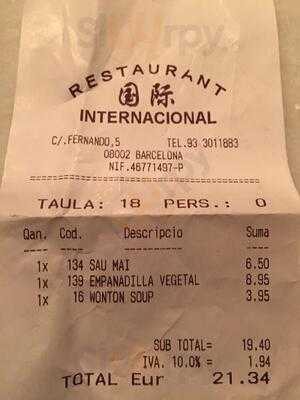 RESTAURANT
国际
INTERNACIONAL
C/.FERNANDO,5 TEL.93 3011883
08002 BARCELONA
NIF.46771497-P
TAULA: 18 PERS.: 0
Qan. Cod. Descripcio Suma
1x 134 SAU MAI 6.50
1x 139 EMPANADILLA VEGETAL 8.95
1x 16 WONTON SOUP 3.95
SUB TOTAL= 19.40
IVA. 10.0% = 1.94
TOTAL Eur 21.34